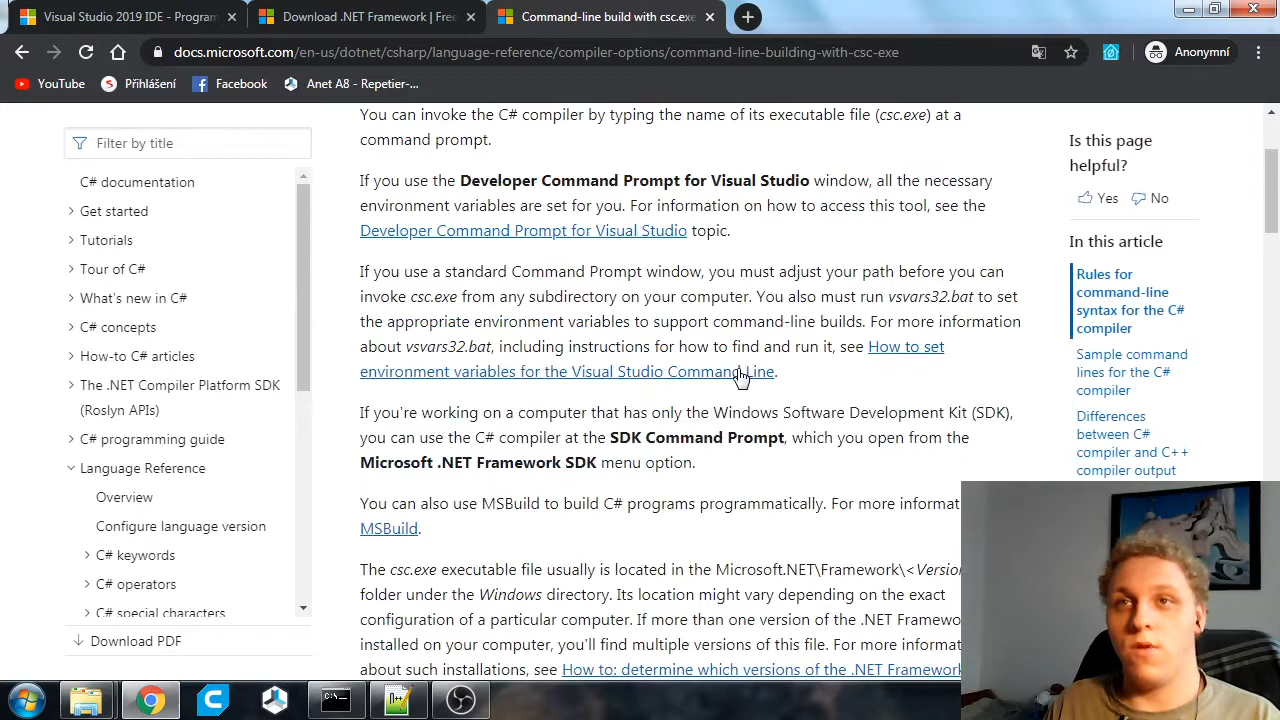 Visual Studio 2019 IDE - Program
Download .NET Framework | Free
Command-line build with csc.exe
docs.microsoft.com/en-us/dotnet/csharp/language-reference/compiler-options/command-line-building-with-csc-exe
Anonymní
YouTube
Přihlášení
Facebook
Anet A8 - Repetier-...
Filter by title
C# documentation
Get started
Tutorials
Tour of C#
What's new in C#
C# concepts
How-to C# articles
The .NET Compiler Platform SDK
(Roslyn APIs)
C# programming guide
Language Reference
Overview
Configure language version
C# keywords
C# operators
C# special characters
Download PDF
You can invoke the C# compiler by typing the name of its executable file (csc.exe) at a
command prompt.
If you use the Developer Command Prompt for Visual Studio window, all the necessary
environment variables are set for you. For information on how to access this tool, see the
Developer Command Prompt for Visual Studio topic.
If you use a standard Command Prompt window, you must adjust your path before you can
invoke csc.exe from any subdirectory on your computer. You also must run vsvars32.bat to set
the appropriate environment variables to support command-line builds. For more information
about vsvars32.bat, including instructions for how to find and run it, see How to set
environment variables for the Visual Studio Command Line.
If you're working on a computer that has only the Windows Software Development Kit (SDK),
you can use the C# compiler at the SDK Command Prompt, which you open from the
Microsoft .NET Framework SDK menu option.
You can also use MSBuild to build C# programs programmatically. For more informat
MSBuild.
The csc.exe executable file usually is located in the Microsoft.NET\Framework\<Version
folder under the Windows directory. Its location might vary depending on the exact
configuration of a particular computer. If more than one version of the .NET Framewo
installed on your computer, you'll find multiple versions of this file. For more informat
about such installations, see How to: determine which versions of the .NET Framework
Is this page
helpful?
Yes
No
In this article
Rules for
command-line
syntax for the C#
compiler
Sample command
lines for the C#
compiler
Differences
between C#
compiler and C++
compiler output